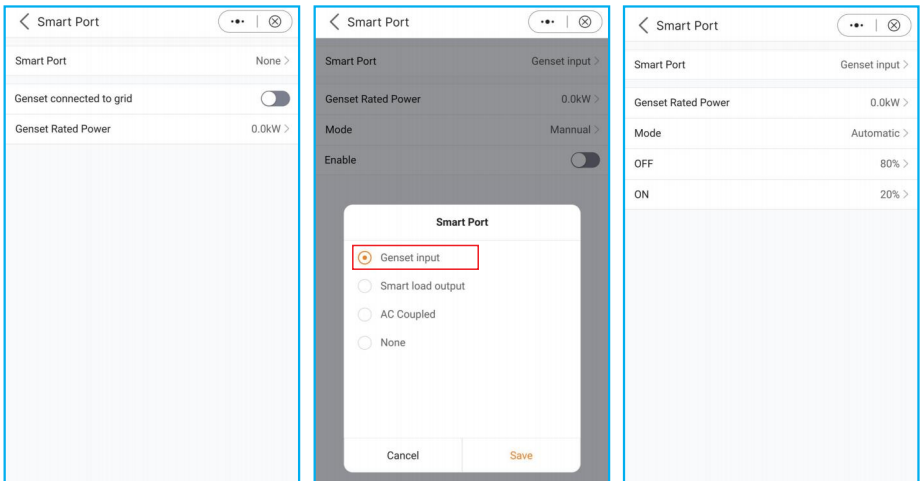 Smart Port
Smart Port None
Genset connected to grid
Genset Rated Power 0.0kW
Smart Port
Smart Port Genset input
Genset Rated Power 0.0kW
Mode Mannual
Enable
Smart Port
Genset input
Smart load output
AC Coupled
None
Cancel Save
Smart Port
Smart Port Genset input
Genset Rated Power 0.0kW
Mode Automatic
OFF 80%
ON 20%